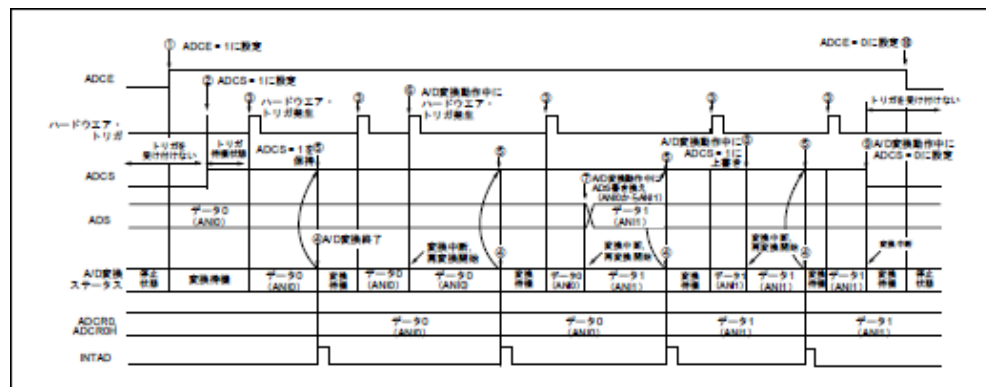 ① ADCE = 1に設定
ADCE = 0に設定 ⑩
ADCE
② ADCS = 1に設定
③ ハードウエア・
トリガ発生
③
⑥ A/D変換動作中に
ハードウエア・
トリガ発生
③
③
③
トリガを受け付けない
ハードウエア・
トリガ
トリガを
受け付けない
トリガ
待機状態
ADCS = 1を
保持
⑤
⑤
⑤
A/D変換動作中に
ADCS = 1に
上書き
⑧
⑤
⑨ A/D変換動作中に
ADCS = 0に設定
ADCS
⑦ A/D変換動作中に
ADS書き換え
(ANI0からANI1)
ADS
データ0
(ANI0)
データ1
(ANI1)
④ A/D変換終了
変換中断,
再変換開始
④
変換中断,
再変換開始
④
変換中断,
再変換開始
④
変換中断
A/D変換
ステータス
停止
状態
変換待機
データ0
(ANI0)
変換
待機
データ0
(ANI0)
データ0
(ANI0)
変換
待機
データ0
(ANI0)
データ1
(ANI1)
変換
待機
データ1
(ANI1)
データ1
(ANI1)
変換
待機
データ1
(ANI1)
変換
待機
停止
状態
ADCR0,
ADCR0H
データ0
(ANI0)
データ0
(ANI0)
データ1
(ANI1)
データ1
(ANI1)
INTAD